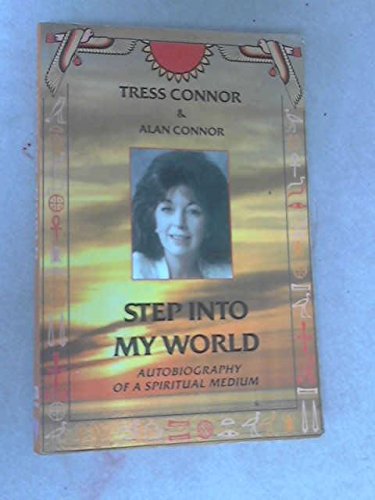 TRESS CONNOR
&
ALAN CONNOR
STEP INTO
MY WORLD
AUTOBIOGRAPHY
OF A SPIRITUAL MEDIUM